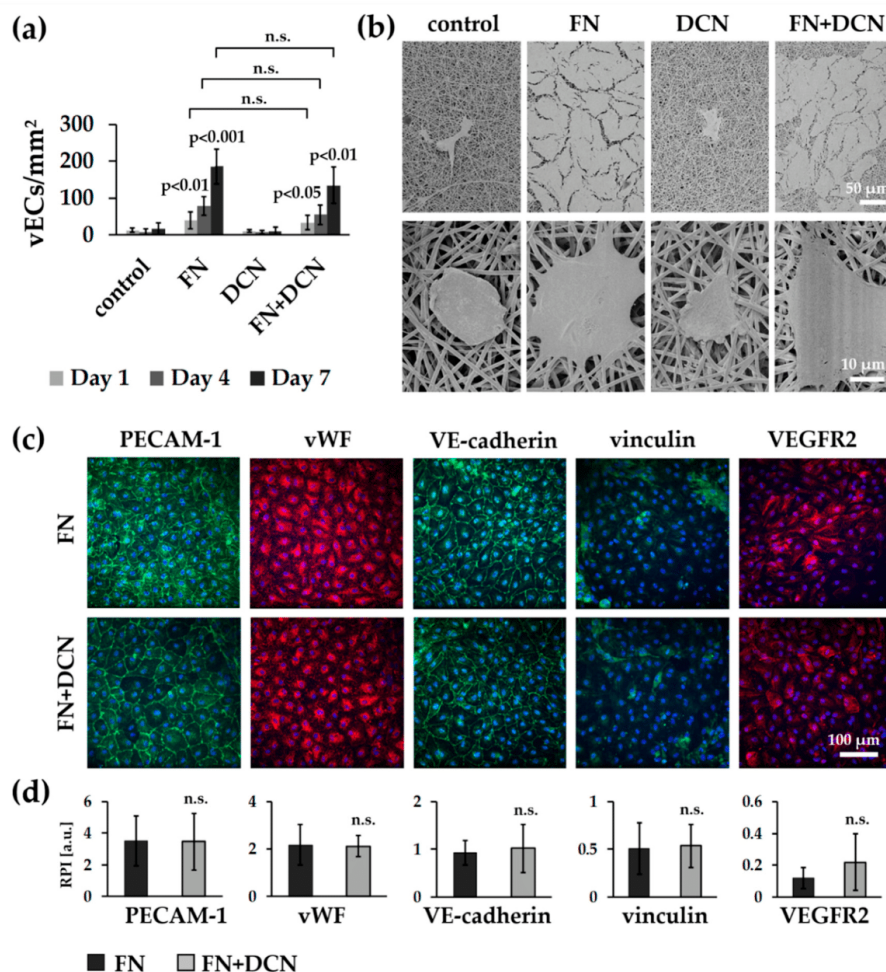 (a)
n.s.
n.s.
n.s.
vECs/mm²
300
200
100
0
p<0.01
p<0.001
p<0.05
p<0.01
control
FN
DCN
FN+DCN
Day 1 Day 4 Day 7
(b)
control FN DCN FN+DCN
50 µm
10 µm
(c)
PECAM-1 vWF VE-cadherin vinculin VEGFR2
FN
FN+DCN
100 µm
(d)
RPI [a.u.]
6
4
2
0
n.s.
PECAM-1
4
2
0
n.s.
vWF
2
1
0
n.s.
VE-cadherin
1
0.5
0
n.s.
vinculin
0.6
0.4
0.2
0
n.s.
VEGFR2
FN FN+DCN